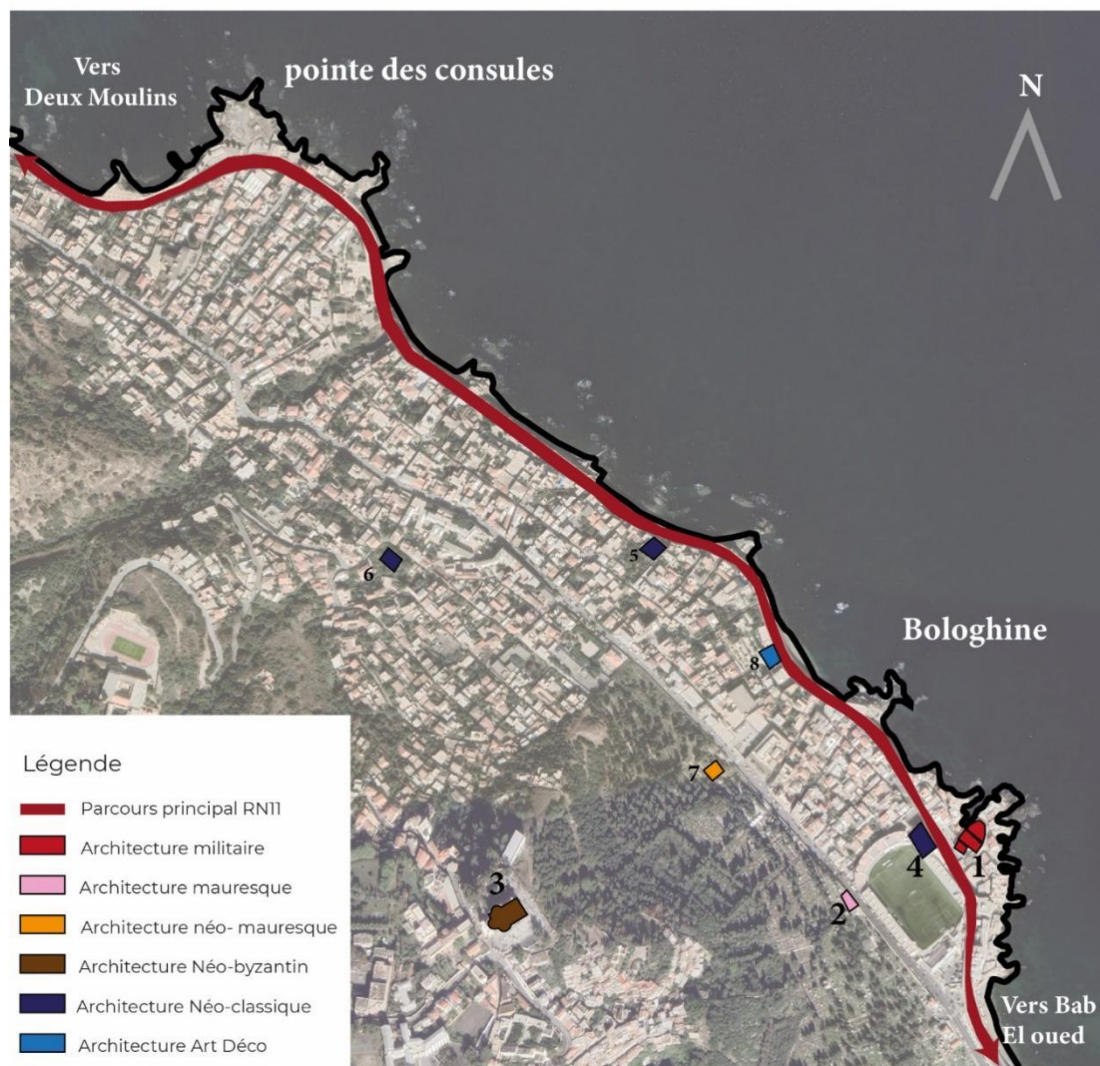 Vers
Deux Moulins
pointe des consules
N
5
6
Bologhine
8
7
4
1
3
2
Vers Bab
El oued
Légende
Parcours principal RN11
Architecture militaire
Architecture mauresque
Architecture néo- mauresque
Architecture Néo-byzantin
Architecture Néo-classique
Architecture Art Déco